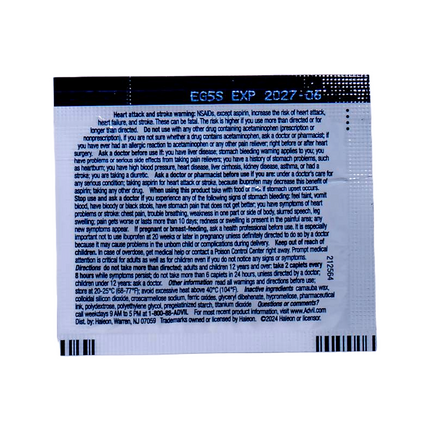 EG5S EXP 2027-06
Heart attack and stroke warning: NSAIDs, except aspirin, increase the risk of heart attack,
heart failure, and stroke. These can be fatal. The risk is higher if you use more than directed or for
longer than directed. Do not use with any other drug containing acetaminophen (prescription or
nonprescription). If you are not sure whether a drug contains acetaminophen, ask a doctor or pharmacist; if
you have ever had an allergic reaction to acetaminophen or any other pain reliever; right before or after heart
surgery. Ask a doctor before use if: you have liver disease; stomach bleeding warning applies to you; you
have problems or serious side effects from taking pain relievers; you have a history of stomach problems, such
as heartburn; you have high blood pressure, heart disease, liver cirrhosis, kidney disease, asthma, or had a
stroke; you are taking a diuretic. Ask a doctor or pharmacist before use if you are: under a doctor's care for
any serious condition; taking aspirin for heart attack or stroke, because ibuprofen may decrease this benefit of
aspirin; taking any other drug. When using this product take with food or milk if stomach upset occurs.
Stop use and ask a doctor if you experience any of the following signs of stomach bleeding: feel faint, vomit
blood, have bloody or black stools, have stomach pain that does not get better; you have symptoms of heart
problems or stroke: chest pain, trouble breathing, weakness in one part or side of body, slurred speech, leg
swelling; pain gets worse or lasts more than 10 days; redness or swelling is present in the painful area; any
new symptoms appear. If pregnant or breast-feeding, ask a health professional before use. It is especially
important not to use ibuprofen at 20 weeks or later in pregnancy unless definitely directed to do so by a doctor
because it may cause problems in the unborn child or complications during delivery. Keep out of reach of
children. In case of overdose, get medical help or contact a Poison Control Center right away. Prompt medical
attention is critical for adults as well as for children even if you do not notice any signs or symptoms.
Directions do not take more than directed; adults and children 12 years and over: take 2 caplets every
8 hours while symptoms persist; do not take more than 6 caplets in 24 hours, unless directed by a doctor;
children under 12 years: ask a doctor. Other information read all warnings and directions before use;
store at 20-25°C (68-77°F); avoid excessive heat above 40°C (104°F). Inactive ingredients carnauba wax,
colloidal silicon dioxide, croscarmellose sodium, ferric oxides, glyceryl dibehenate, hypromellose, pharmaceutical
ink, polydextrose, polyethylene glycol, pregelatinized starch, titanium dioxide Questions or comments?
call weekdays 9 AM to 5 PM at 1-800-88-ADVIL For most recent product information, visit www.Advil.com
Dist. by: Haleon, Warren, NJ 07059 Trademarks owned or licensed by Haleon. ©2024 Haleon or licensor.
212564